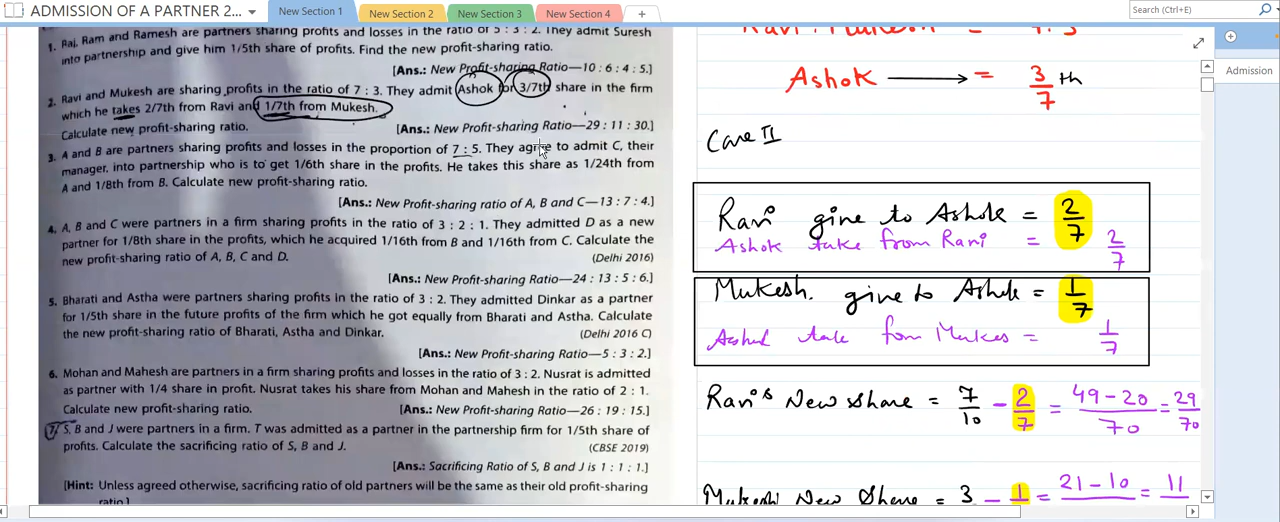 ADMISSION OF A PARTNER 2...
New Section 1
New Section 2
New Section 3
New Section 4
+
Search (Ctrl+E)
Admission
1. Raj, Ram and Ramesh are partners sharing profits and losses in the ratio of 5 : 3 : 2. They admit Suresh
into partnership and give him 1/5th share of profits. Find the new profit-sharing ratio.
[Ans.: New Profit-sharing Ratio—10 : 6 : 4 : 5.]
2. Ravi and Mukesh are sharing profits in the ratio of 7 : 3. They admit Ashok for 3/7th share in the firm
which he takes 2/7th from Ravi and 1/7th from Mukesh.
Calculate new profit-sharing ratio.
[Ans.: New Profit-sharing Ratio—29 : 11 : 30.]
3. A and B are partners sharing profits and losses in the proportion of 7 : 5. They agree to admit C, their
manager, into partnership who is to get 1/6th share in the profits. He takes this share as 1/24th from
A and 1/8th from B. Calculate new profit-sharing ratio.
[Ans.: New Profit-sharing Ratio of A, B and C—13 : 7 : 4.]
4. A, B and C were partners in a firm sharing profits in the ratio of 3 : 2 : 1. They admitted D as a new
partner for 1/8th share in the profits, which he acquired 1/16th from B and 1/16th from C. Calculate the
new profit-sharing ratio of A, B, C and D.
(Delhi 2016)
[Ans.: New Profit-sharing Ratio—24 : 13 : 5 : 6.]
5. Bharati and Astha were partners sharing profits in the ratio of 3 : 2. They admitted Dinkar as a partner
for 1/5th share in the future profits of the firm which he got equally from Bharati and Astha. Calculate
the new profit-sharing ratio of Bharati, Astha and Dinkar.
(Delhi 2016 C)
[Ans.: New Profit-sharing Ratio—5 : 3 : 2.]
6. Mohan and Mahesh are partners in a firm sharing profits and losses in the ratio of 3 : 2. Nusrat is admitted
as partner with 1/4 share in profit. Nusrat takes his share from Mohan and Mahesh in the ratio of 2 : 1.
Calculate new profit-sharing ratio.
[Ans.: New Profit-sharing Ratio—26 : 19 : 15.]
7. S, B and J were partners in a firm. T was admitted as a partner in the partnership firm for 1/5th share of
profits. Calculate the sacrificing ratio of S, B and J.
(CBSE 2019)
[Ans.: Sacrificing Ratio of S, B and J is 1 : 1 : 1.]
[Hint: Unless agreed otherwise, sacrificing ratio of old partners will be the same as their old profit-sharing
ratio.]
Ashok = 3/7 th
Case II
Ravi give to Ashok = 2/7
Ashok take from Ravi = 2/7
Mukesh. give to Ashok = 1/7
Ashok take from Mukes = 1/7
Ravi's New Share = 7/10 - 2/7 = 49 - 20/70 = 29/70
Mukesh New Share = 3 - 1 = 21 - 10 = 11